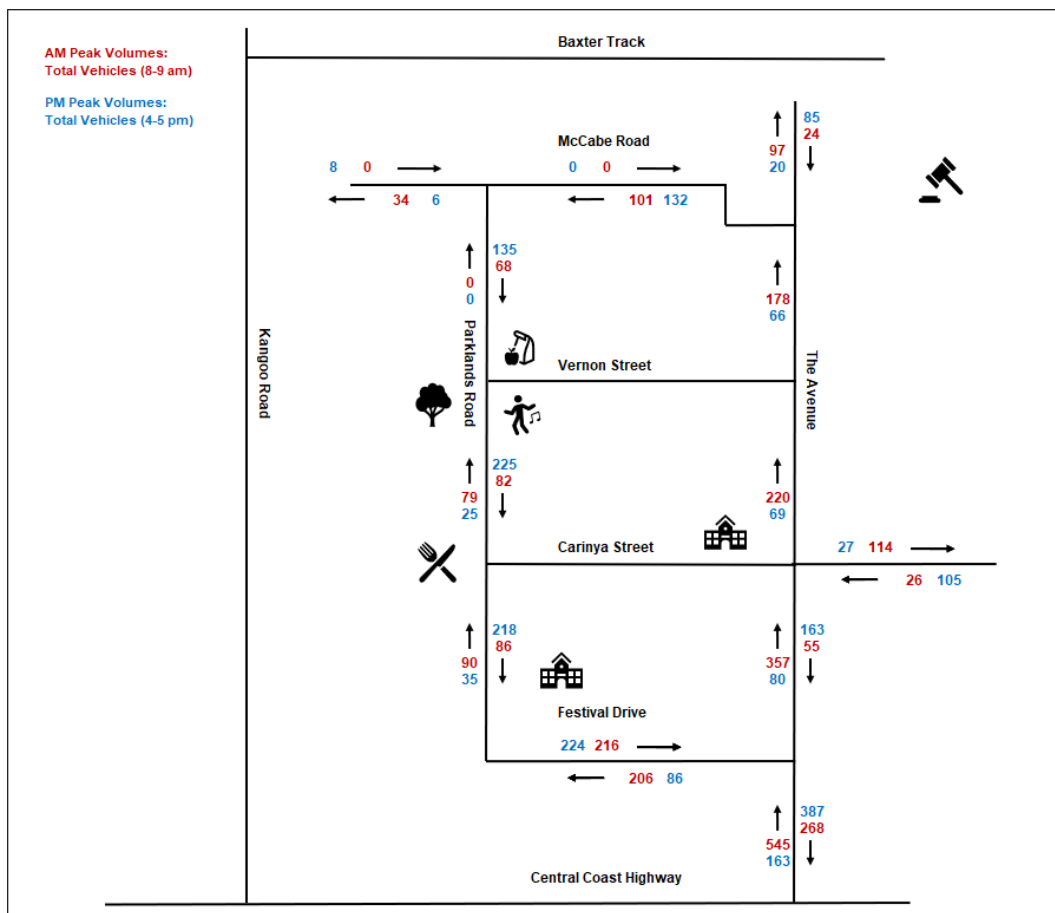 Baxter Track
AM Peak Volumes:
Total Vehicles (8-9 am)
PM Peak Volumes:
Total Vehicles (4-5 pm)
85
24
97
20
McCabe Road
8 0
0 0
34 6
101 132
135
68
0
0
178
66
Kangoo Road
Parklands Road
The Avenue
Vernon Street
225
82
79
25
220
69
Carinya Street
27 114
26 105
218
86
90
35
163
55
357
80
Festival Drive
224 216
206 86
387
268
545
163
Central Coast Highway